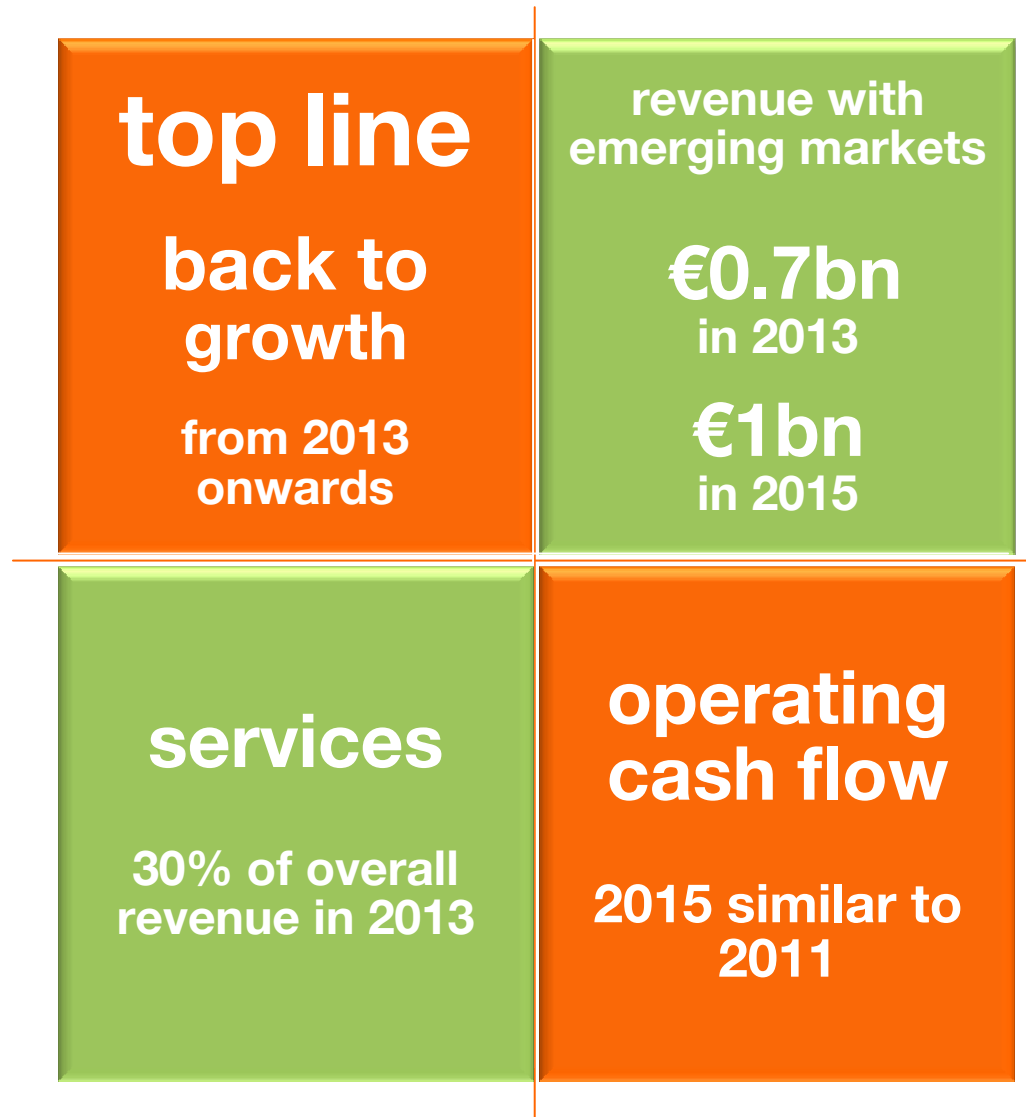 top line
back to
growth
from 2013
onwards
revenue with
emerging markets
€0.7bn
in 2013
€1bn
in 2015
services
30% of overall
revenue in 2013
operating
cash flow
2015 similar to
2011